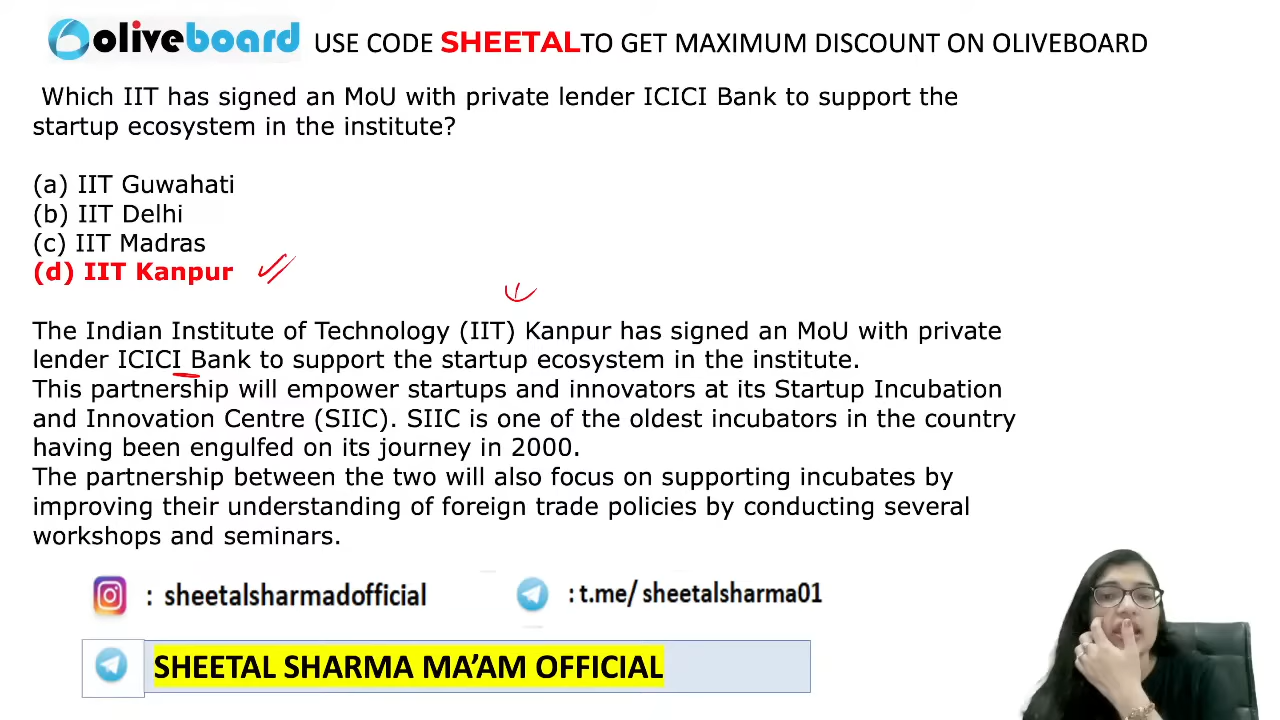 oliveboard USE CODE SHEETAL TO GET MAXIMUM DISCOUNT ON OLIVEBOARD
Which IIT has signed an MoU with private lender ICICI Bank to support the
startup ecosystem in the institute?
(a) IIT Guwahati
(b) IIT Delhi
(c) IIT Madras
(d) IIT Kanpur
The Indian Institute of Technology (IIT) Kanpur has signed an MoU with private
lender ICICI Bank to support the startup ecosystem in the institute.
This partnership will empower startups and innovators at its Startup Incubation
and Innovation Centre (SIIC). SIIC is one of the oldest incubators in the country
having been engulfed on its journey in 2000.
The partnership between the two will also focus on supporting incubates by
improving their understanding of foreign trade policies by conducting several
workshops and seminars.
: sheetalsharmadofficial : t.me/ sheetalsharma01
SHEETAL SHARMA MA’AM OFFICIAL